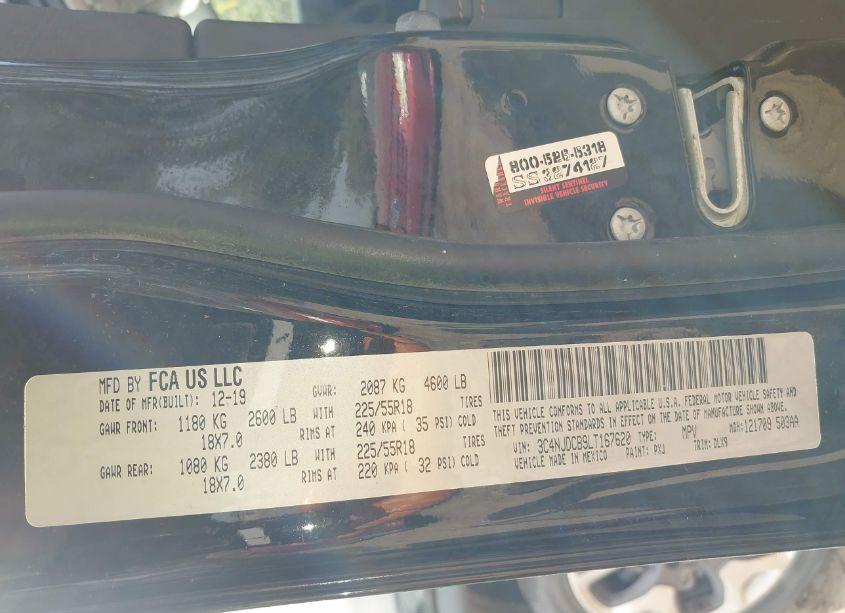 800-526-5318
SILENT SENTINEL
INVISIBLE VEHICLE SECURITY
MFD BY FCA US LLC
DATE OF MFR(BUILT): 12-19
GVWR: 2087 KG 4600 LB
GAWR FRONT: 1180 KG 2600 LB WITH 225/55R18 TIRES
18X7.0 RIMS AT 240 KPA ( 35 PSI) COLD
GAWR REAR: 1080 KG 2380 LB WITH 225/55R18 TIRES
18X7.0 RIMS AT 220 KPA ( 32 PSI) COLD
THIS VEHICLE CONFORMS TO ALL APPLICABLE U.S.A. FEDERAL MOTOR VEHICLE SAFETY AND
THEFT PREVENTION STANDARDS IN EFFECT ON THE DATE OF MANUFACTURE SHOWN ABOVE.
VIN: 3C4NJDCB9LT167620 TYPE: MPV MDH: 121709 503AA
VEHICLE MADE IN MEXICO PAINT: PXJ TRIM: DLX9